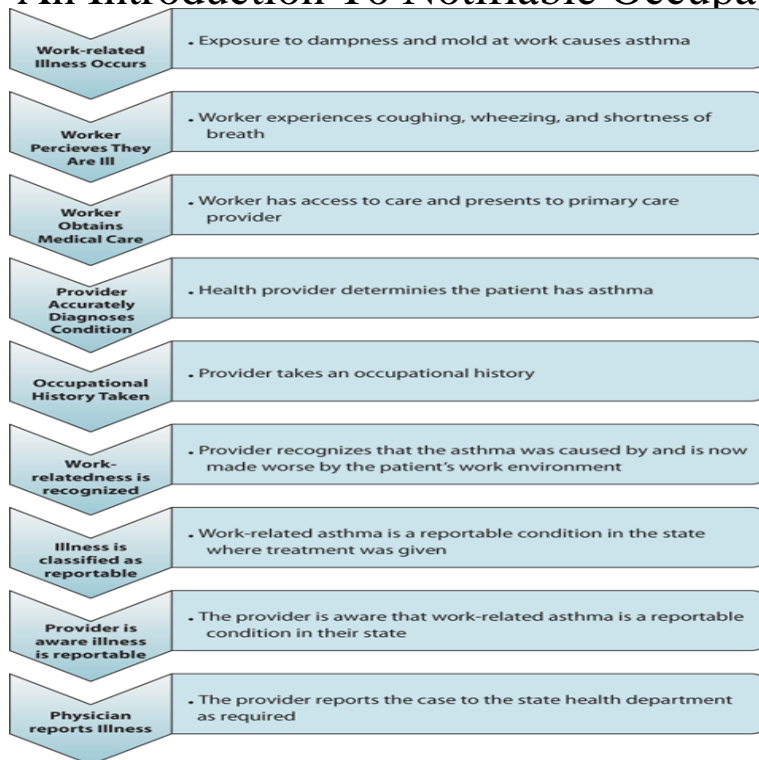 An Introduction To Notifiable Occupa
Work-related
Illness Occurs
. Exposure to dampness and mold at work causes asthma
Worker
Percieves They
Are Ill
. Worker experiences coughing, wheezing, and shortness of
breath
Worker
Obtains
Medical Care
. Worker has access to care and presents to primary care
provider
Provider
Accurately
Diagnoses
Condition
. Health provider determinies the patient has asthma
Occupational
History Taken
. Provider takes an occupational history
Work-
relatedness is
recognized
. Provider recognizes that the asthma was caused by and is now
made worse by the patient's work environment
Illness is
classified as
reportable
. Work-related asthma is a reportable condition in the state
where treatment was given
Provider is
aware illness
is reportable
. The provider is aware that work-related asthma is a reportable
condition in their state
Physician
reports Illness
. The provider reports the case to the state health department
as required